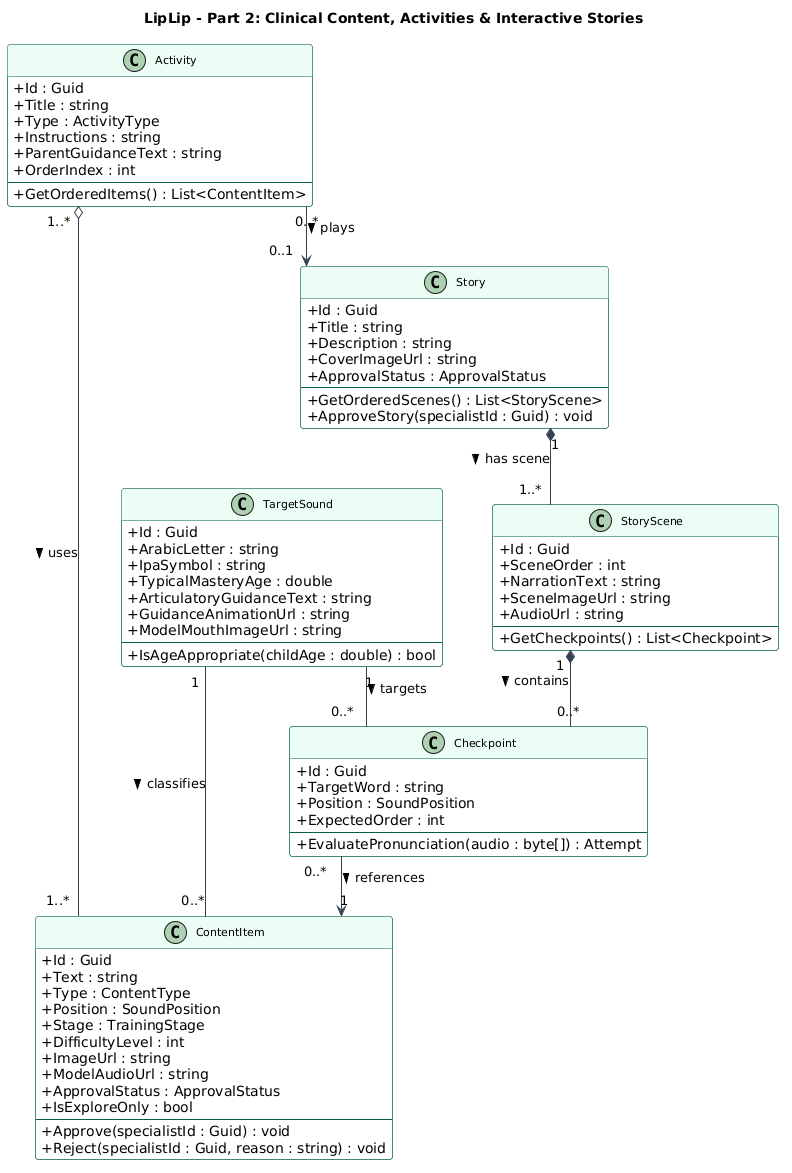 LipLip - Part 2: Clinical Content, Activities & Interactive Stories
C Activity
+Id : Guid
+Title : string
+Type : ActivityType
+Instructions : string
+ParentGuidanceText : string
+OrderIndex : int
+GetOrderedItems() : List<ContentItem>
1..*
0..*
plays
0..1
C Story
+Id : Guid
+Title : string
+Description : string
+CoverImageUrl : string
+ApprovalStatus : ApprovalStatus
+GetOrderedScenes() : List<StoryScene>
+ApproveStory(specialistId : Guid) : void
1
has scene
1..*
uses
C TargetSound
+Id : Guid
+ArabicLetter : string
+IpaSymbol : string
+TypicalMasteryAge : double
+ArticulatoryGuidanceText : string
+GuidanceAnimationUrl : string
+ModelMouthImageUrl : string
+IsAgeAppropriate(childAge : double) : bool
C StoryScene
+Id : Guid
+SceneOrder : int
+NarrationText : string
+SceneImageUrl : string
+AudioUrl : string
+GetCheckpoints() : List<Checkpoint>
1
1
targets
0..*
1
contains
0..*
C Checkpoint
+Id : Guid
+TargetWord : string
+Position : SoundPosition
+ExpectedOrder : int
+EvaluatePronunciation(audio : byte[]) : Attempt
classifies
0..*
references
1..*
0..*
1
C ContentItem
+Id : Guid
+Text : string
+Type : ContentType
+Position : SoundPosition
+Stage : TrainingStage
+DifficultyLevel : int
+ImageUrl : string
+ModelAudioUrl : string
+ApprovalStatus : ApprovalStatus
+IsExploreOnly : bool
+Approve(specialistId : Guid) : void
+Reject(specialistId : Guid, reason : string) : void